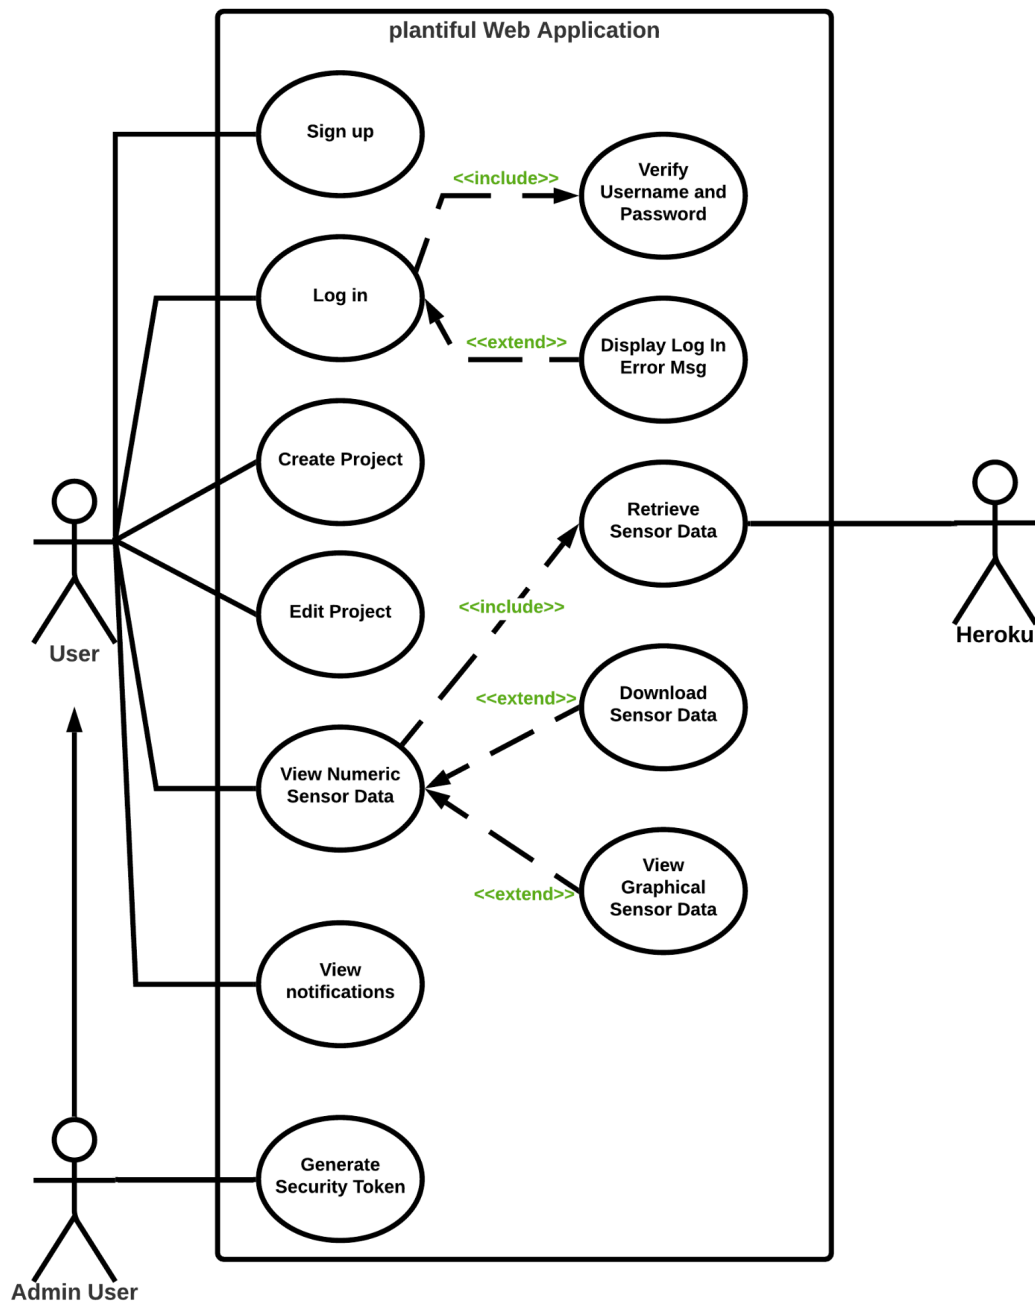 plantiful Web Application
Sign up
Verify
Username and
Password
<<include>>
Log in
<<extend>>
Display Log In
Error Msg
Create Project
Retrieve
Sensor Data
Heroku
Edit Project
<<include>>
User
<<extend>>
Download
Sensor Data
View Numeric
Sensor Data
<<extend>>
View
Graphical
Sensor Data
View
notifications
Generate
Security Token
Admin User